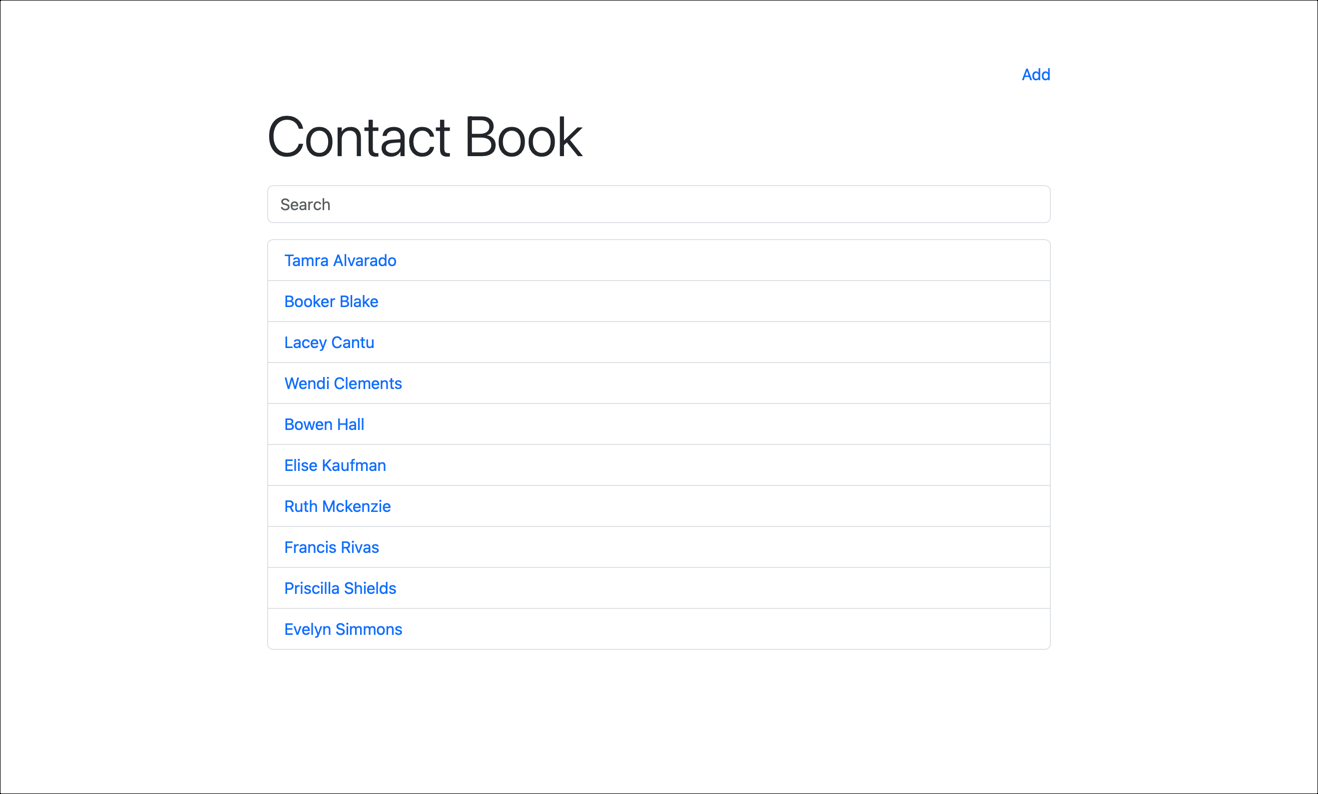 Add
Contact Book
Search
Tamra Alvarado
Booker Blake
Lacey Cantu
Wendi Clements
Bowen Hall
Elise Kaufman
Ruth Mckenzie
Francis Rivas
Priscilla Shields
Evelyn Simmons